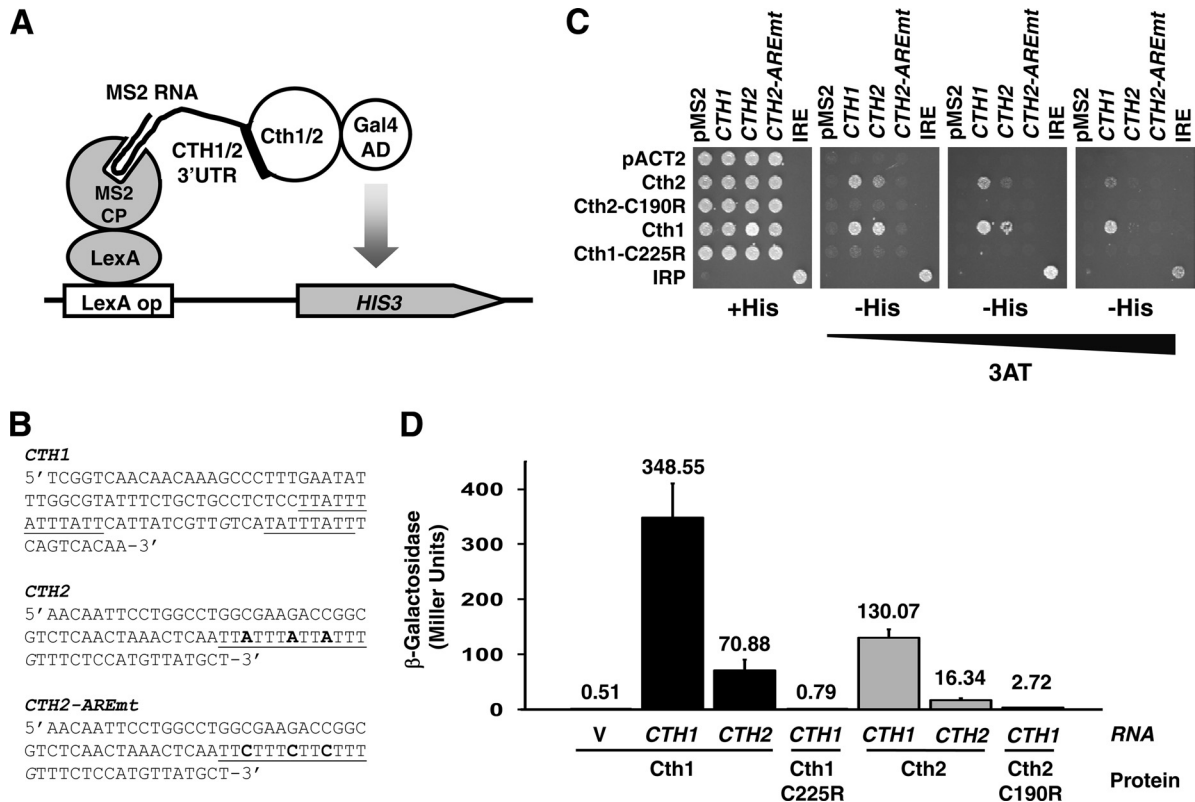 A
MS2 RNA
CTH1/2
3'UTR
Cth1/2
Gal4
AD
MS2
CP
LexA
LexA op
HIS3
B
CTH1
5'TCGGTCAACAACAAAGCCCTTTGAATAT
TTGGCGTATTTCTGCTGCCTCTCCTTATTT
ATTTATTCATTATCGTTGTCATATTTATTT
CAGTCACAA-3'
CTH2
5'AACAATTCCTGGCCTGGCGAAGACCGGC
GTCTCAACTAAACTCAATTATTTATTATTT
GTTTCTCCATGTTATGCT-3'
CTH2-AREmt
5'AACAATTCCTGGCCTGGCGAAGACCGGC
GTCTCAACTAAACTCAATTCTTTCTTCTTT
GTTTCTCCATGTTATGCT-3'
C
pMS2 CTH1 CTH2 CTH2-AREmt IRE
pMS2 CTH1 CTH2 CTH2-AREmt IRE
pMS2 CTH1 CTH2 CTH2-AREmt IRE
pMS2 CTH1 CTH2 CTH2-AREmt IRE
pACT2
Cth2
Cth2-C190R
Cth1
Cth1-C225R
IRP
+His -His -His -His
3AT
D
β-Galactosidase
(Miller Units)
400
300
200
100
0
0.51 348.55 70.88 0.79 130.07 16.34 2.72
V CTH1 CTH2 CTH1 CTH1 CTH2 CTH1 RNA
Cth1 Cth1 C225R Cth2 Cth2 C190R Protein